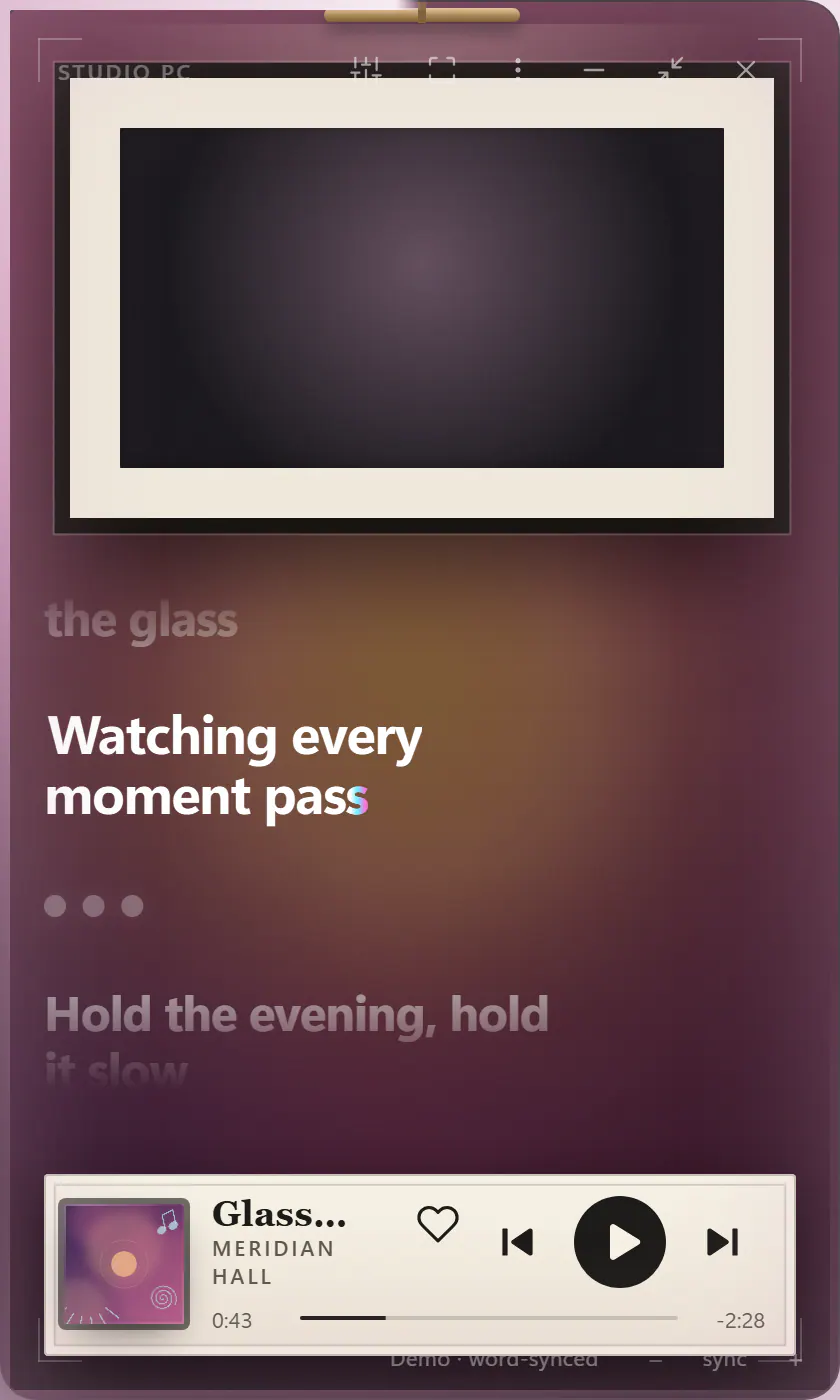 STUDIO PC
the glass
Watching every
moment pass
Hold the evening, hold
it slow
Glass...
MERIDIAN
HALL
0:43
-2:28
Demo · word-synced − sync +